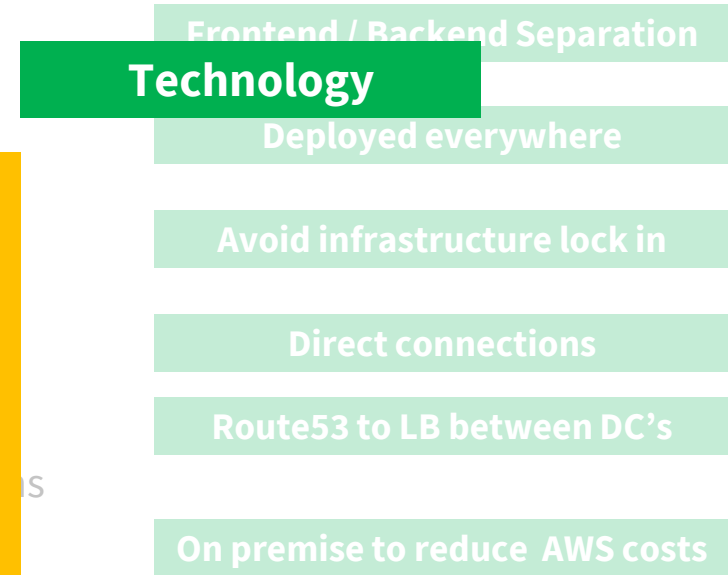 Frontend / Backend Separation
Technology
Deployed everywhere
Avoid infrastructure lock in
Direct connections
Route53 to LB between DC’s
On premise to reduce AWS costs